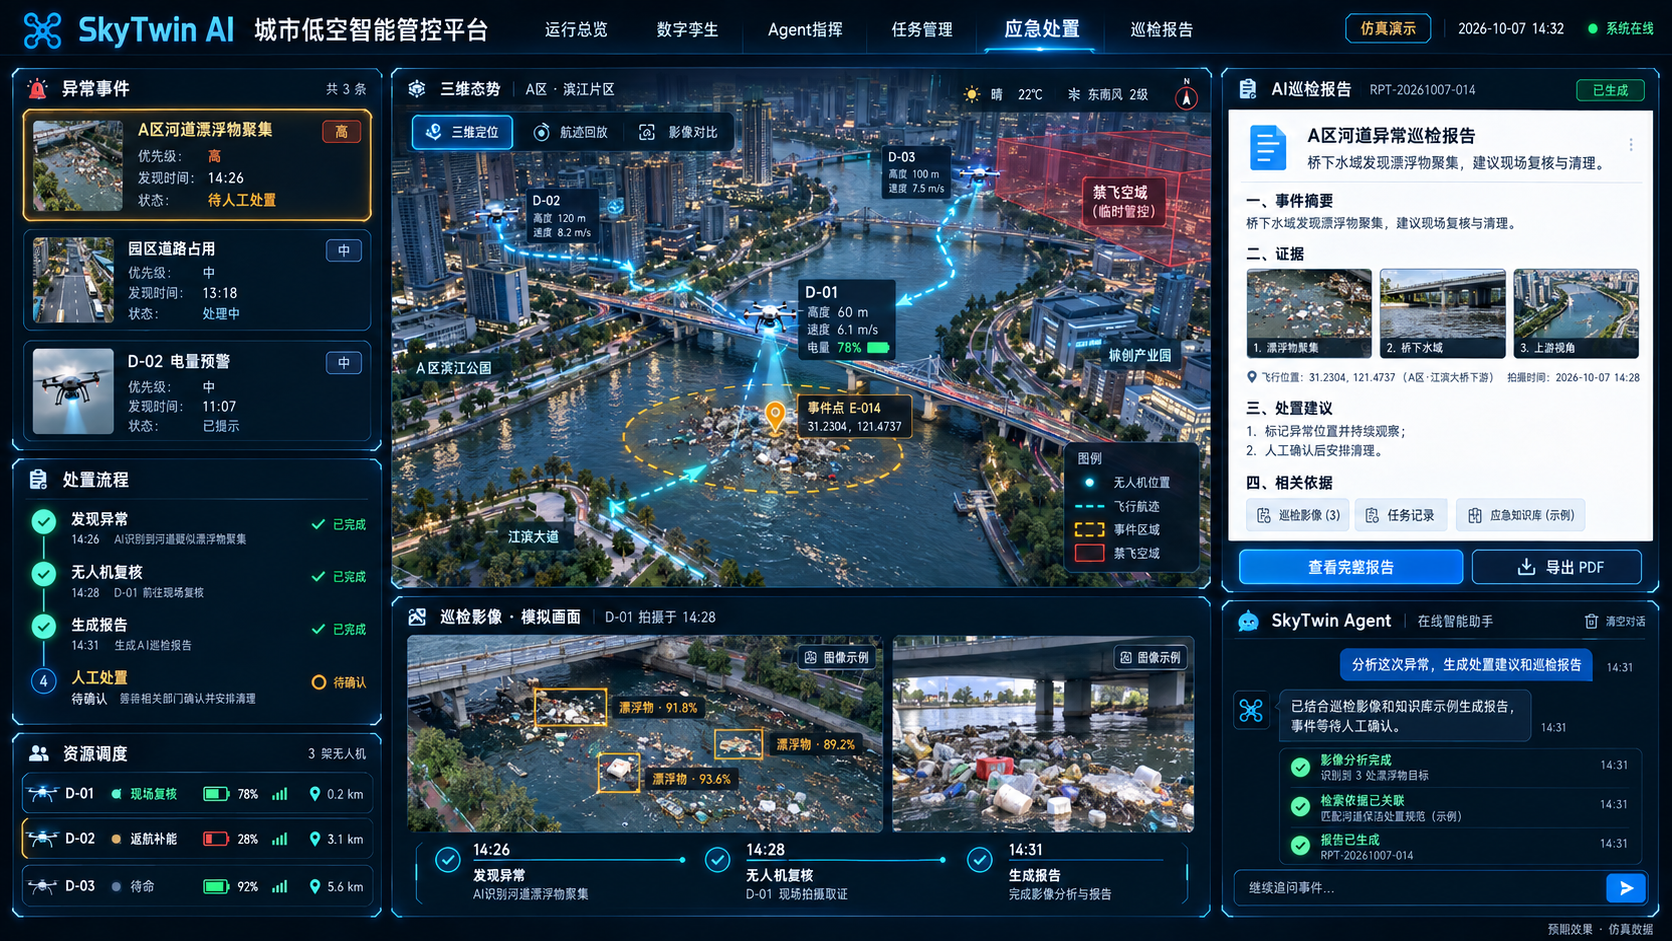 SkyTwin AI 城市低空智能管控平台
运行总览 数字孪生 Agent指挥 任务管理 应急处置 巡检报告
仿真演示 2026-10-07 14:32 系统在线
异常事件 共 3 条
A区河道漂浮物聚集 高
优先级: 高
发现时间: 14:26
状态: 待人工处置
园区道路占用 中
优先级: 中
发现时间: 13:18
状态: 处理中
D-02 电量预警 中
优先级: 中
发现时间: 11:07
状态: 已提示
处置流程
发现异常 已完成
14:26 AI识别到河道疑似漂浮物聚集
无人机复核 已完成
14:28 D-01 前往现场复核
生成报告 已完成
14:31 生成AI巡检报告
4 人工处置 待确认
待确认 相关部门确认并安排清理
资源调度 3 架无人机
D-01 现场复核 78% 0.2 km
D-02 返航补能 28% 3.1 km
D-03 待命 92% 5.6 km
三维态势 A区 · 滨江片区
晴 22℃ 东南风 2级 N
三维定位 航迹回放 影像对比
D-03
高度 100 m
速度 7.5 m/s
D-02
高度 120 m
速度 8.2 m/s
禁飞空域
(临时管控)
D-01
高度 60 m
速度 6.1 m/s
电量 78%
A区滨江公园
创产业园
事件点 E-014
31.2304, 121.4737
江滨大道
图例
无人机位置
飞行航迹
事件区域
禁飞空域
巡检影像 · 模拟画面 D-01 拍摄于 14:28
图像示例
漂浮物 · 91.8%
漂浮物 · 89.2%
漂浮物 · 93.6%
图像示例
14:26
发现异常
AI识别河道漂浮物聚集
14:28
无人机复核
D-01 现场拍摄取证
14:31
生成报告
完成影像分析与报告
AI巡检报告 RPT-20261007-014 已生成
A区河道异常巡检报告
桥下水域发现漂浮物聚集，建议现场复核与清理。
一、事件摘要
桥下水域发现漂浮物聚集，建议现场复核与清理。
二、证据
1. 漂浮物聚集
2. 桥下水域
3. 上游视角
飞行位置: 31.2304, 121.4737 (A区·江滨大桥下游) 拍摄时间: 2026-10-07 14:28
三、处置建议
1. 标记异常位置并持续观察；
2. 人工确认后安排清理。
四、相关依据
巡检影像 (3) 任务记录 应急知识库 (示例)
查看完整报告 导出 PDF
SkyTwin Agent 在线智能助手 清空对话
分析这次异常，生成处置建议和巡检报告 14:31
已结合巡检影像和知识库示例生成报告，
事件等待人工确认。 14:31
影像分析完成 14:31
识别到 3 处漂浮物目标
检索依据已关联 14:31
匹配河道保洁处置规范 (示例)
报告已生成 14:31
RPT-20261007-014
继续追问事件...
预期效果 · 仿真数据